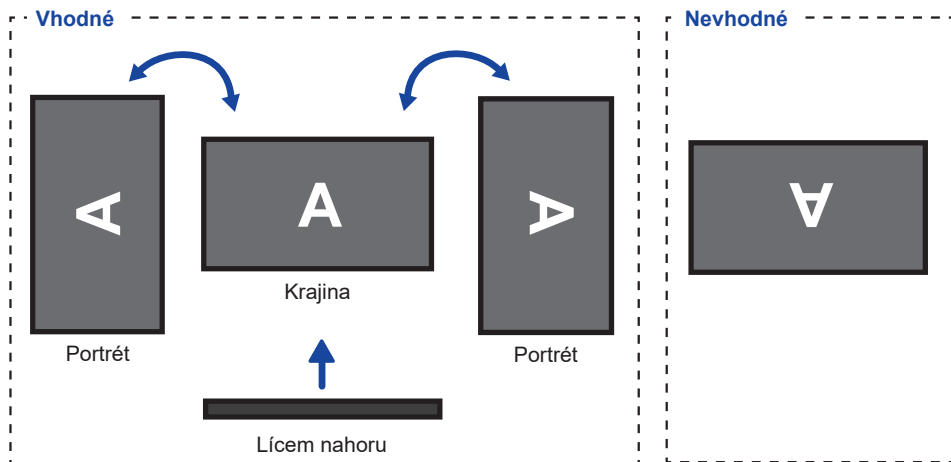 Vhodné
Nevhodné
A
A
A
A
Krajina
Portrét
Portrét
Lícem nahoru